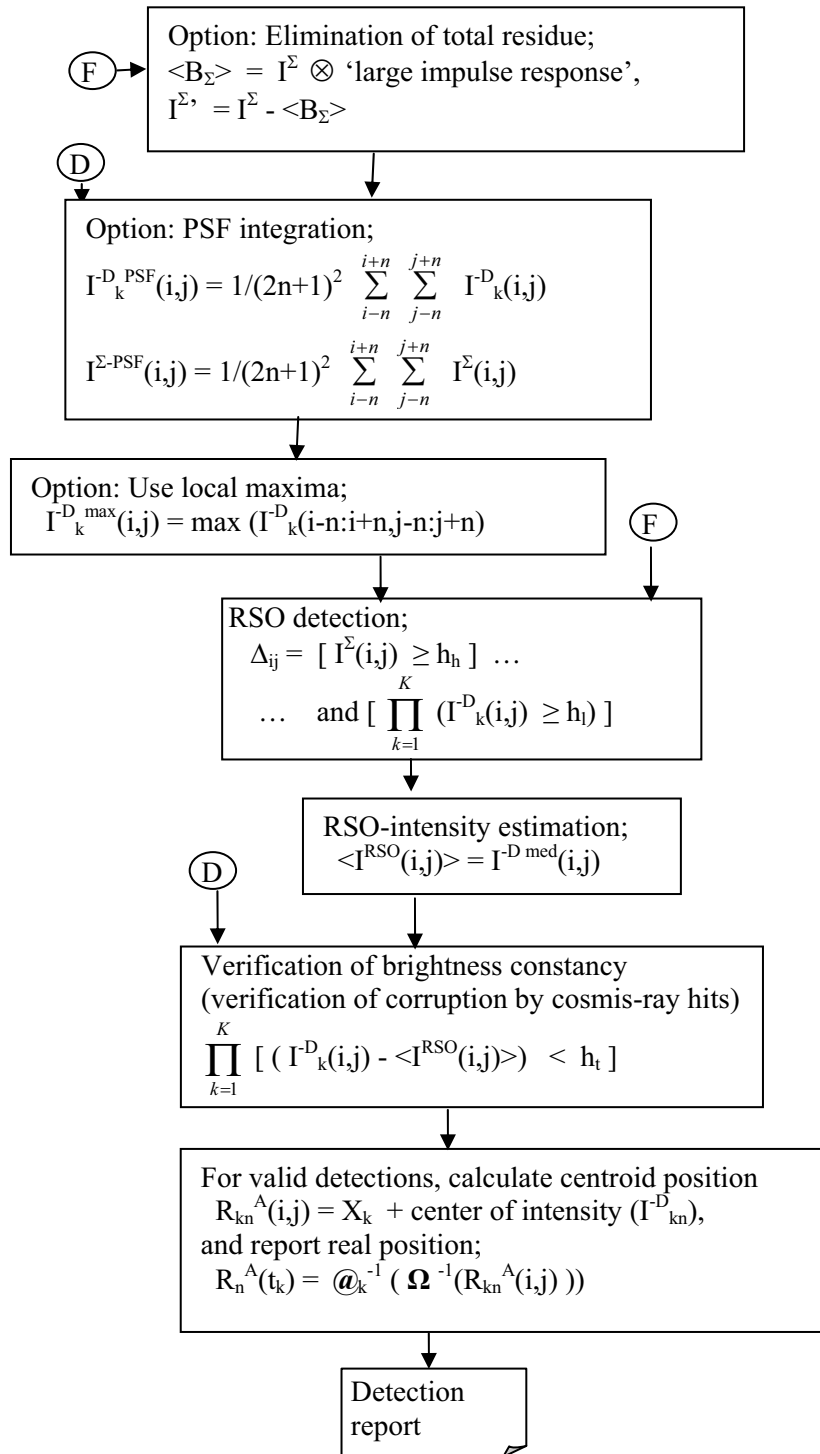 Option: Elimination of total residue;
F
<B_Σ> = I^Σ ⊗ ‘large impulse response’,
I^Σ’ = I^Σ - <B_Σ>
D
Option: PSF integration;
I^-D_k^PSF(i,j) = 1/(2n+1)^2 ∑_{i-n}^{i+n} ∑_{j-n}^{j+n} I^-D_k(i,j)
I^Σ-PSF(i,j) = 1/(2n+1)^2 ∑_{i-n}^{i+n} ∑_{j-n}^{j+n} I^Σ(i,j)
Option: Use local maxima;
I^-D_k^max(i,j) = max (I^-D_k(i-n:i+n,j-n:j+n)
F
RSO detection;
Δ_ij = [ I^Σ(i,j) ≥ h_h ] …
… and [ ∏_{k=1}^{K} (I^-D_k(i,j) ≥ h_l) ]
RSO-intensity estimation;
<I^RSO(i,j)> = I^-D med(i,j)
D
Verification of brightness constancy
(verification of corruption by cosmis-ray hits)
∏_{k=1}^{K} [ ( I^-D_k(i,j) - <I^RSO(i,j)>) < h_t ]
For valid detections, calculate centroid position
R_kn^A(i,j) = X_k + center of intensity (I^-D_kn),
and report real position;
R_n^A(t_k) = @_k^-1 ( Ω^-1(R_kn^A(i,j) ))
Detection
report